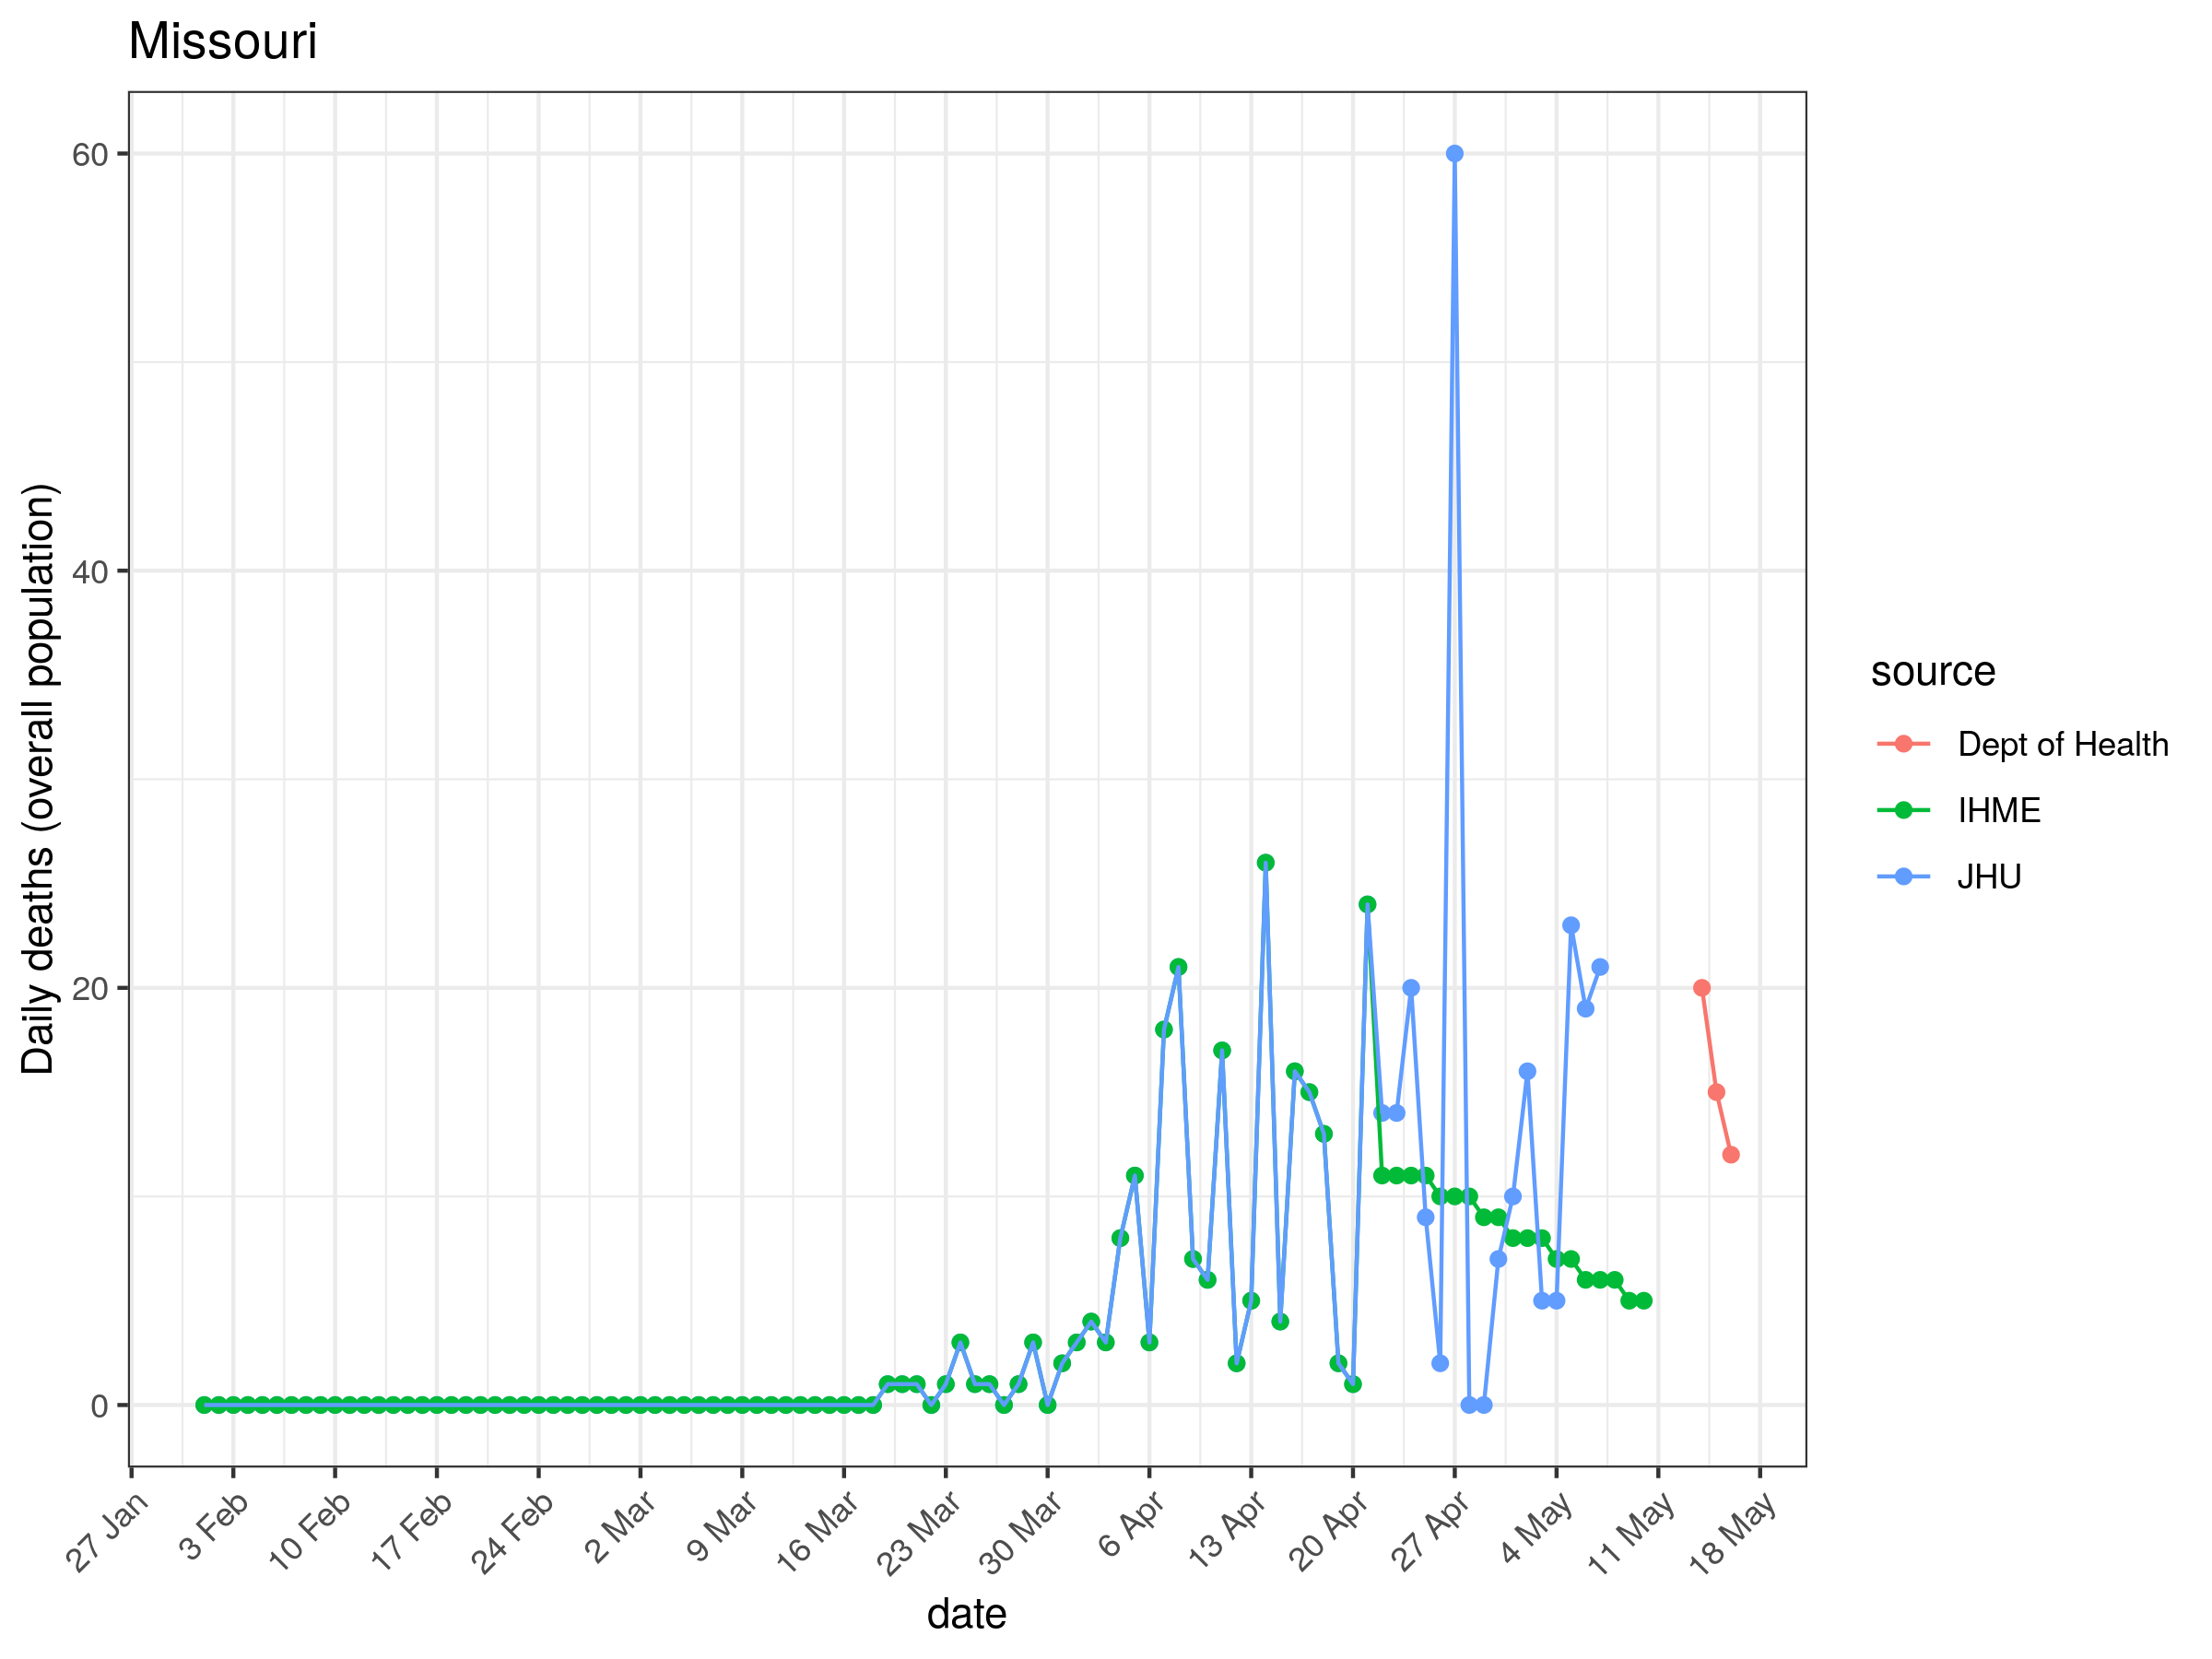 Missouri
Daily deaths (overall population)
60
40
20
0
27 Jan
3 Feb
10 Feb
17 Feb
24 Feb
2 Mar
9 Mar
16 Mar
23 Mar
30 Mar
6 Apr
13 Apr
20 Apr
27 Apr
4 May
11 May
18 May
date
source
Dept of Health
IHME
JHU